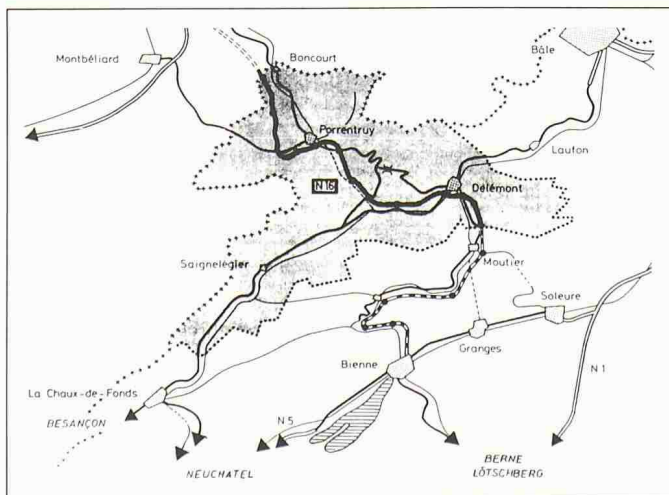 Montbéliard
Boncourt
Bâle
Porrentruy
Laufon
N 16
Delémont
Saignelégier
Moutier
Soleure
Granges
Bienne
N 1
La Chaux-de-Fonds
BESANÇON
N 5
NEUCHATEL
BERNE
LÖTSCHBERG